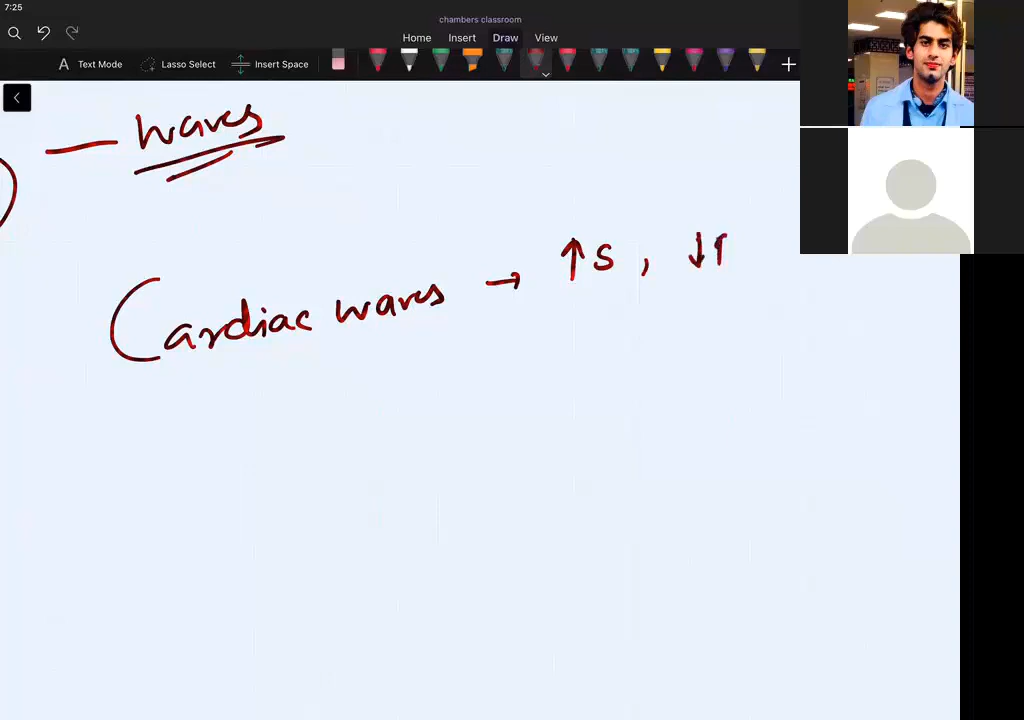 7:25
chambers classroom
Home Insert Draw View
Text Mode Lasso Select Insert Space
— waves
Cardiac waves → ↑ s, ↓